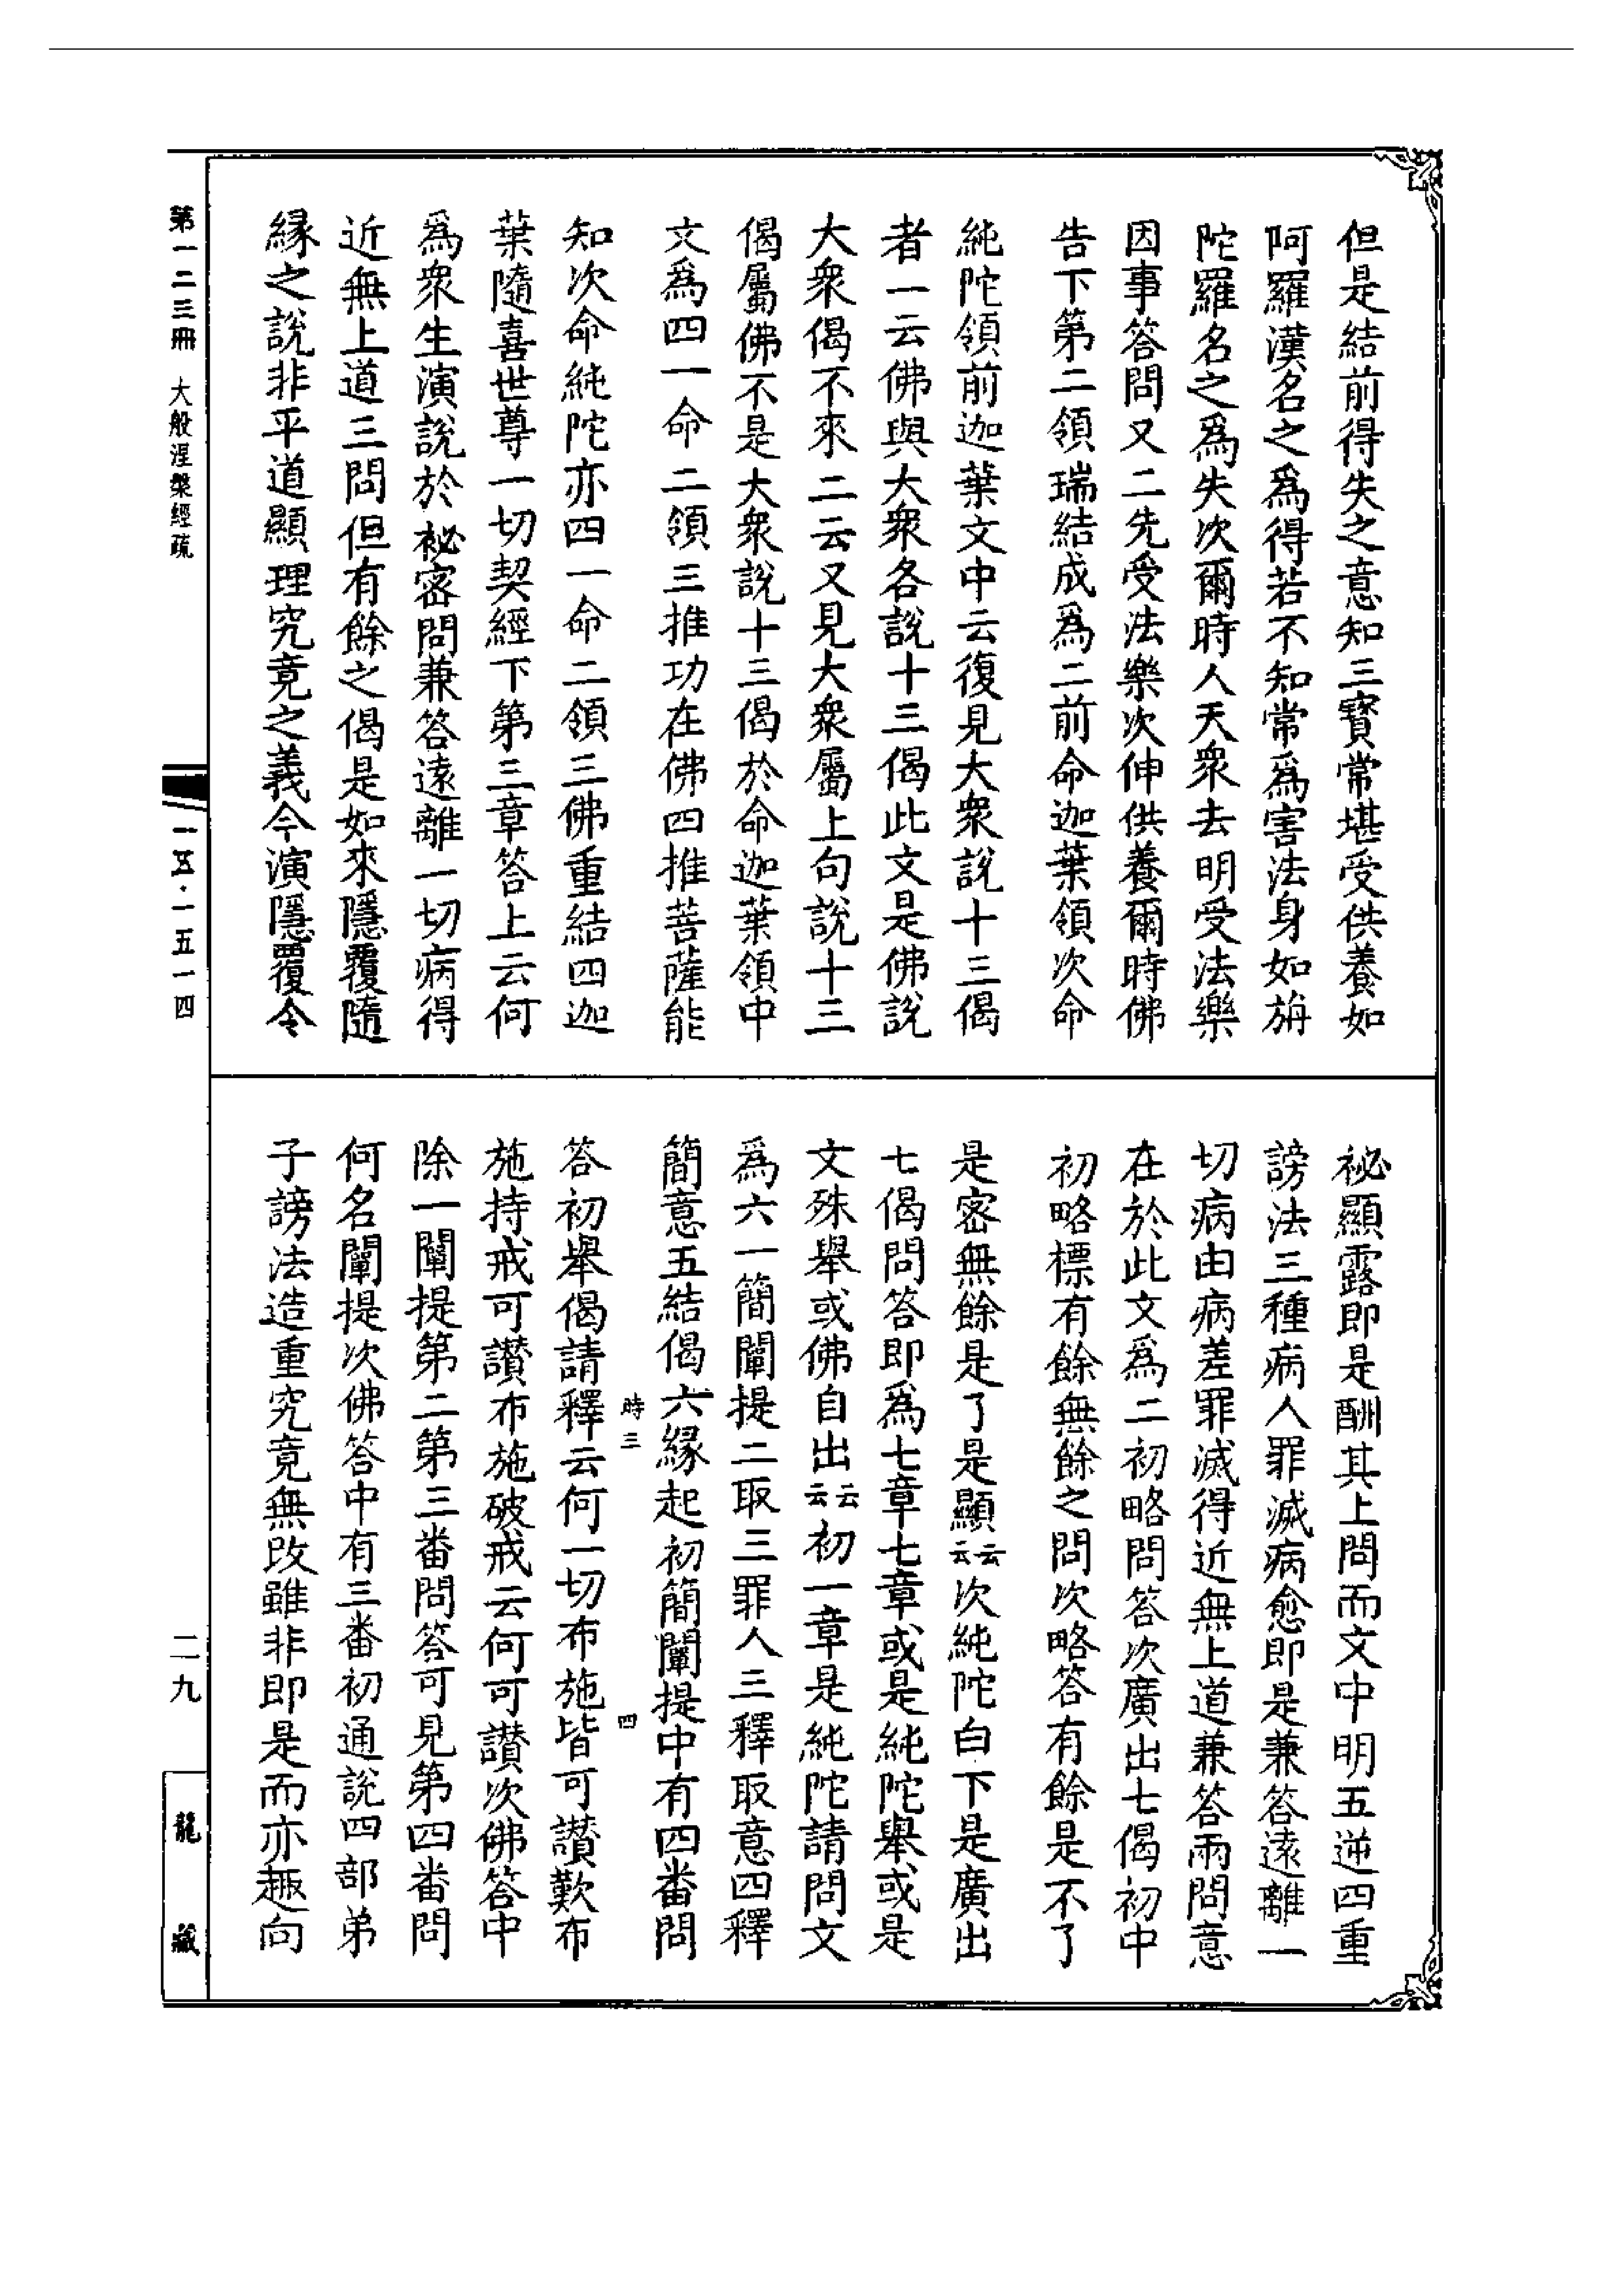 但是結前得失之意知三寳常堪受供養如
阿羅漢名之爲得若不知常爲害法身如旃
陀羅名之爲失次爾時人天衆去明受法樂
因事答問又二先受法樂次伸供養爾時佛
告下第二領瑞結成爲二前命迦葉領次命
純陀領前迦葉文中云復見大衆説十三偈
者一云佛與大衆各説十三偈此文是佛説
大衆偈不來二云又見大衆屬上句説十三
偈屬佛不是大衆説十三偈於命迦葉領中
文爲四一命二領三推功在佛四推菩薩能
知次命純陀亦四一命二領三佛重結四迦
葉隨喜世尊一切契經下第三章答上云何
爲衆生演説於祕密問兼答遠離一切病得
近無上道三問但有餘之偈是如來隱覆隨
縁之説非平道顯理究竟之義今演隱覆令
祕顯露即是酬其上問而文中明五逆四重
謗法三種病人罪滅病愈即是兼答遠離一
切病由病差罪滅得近無上道兼答兩問意
在於此文爲二初略問答次廣出七偈初中
初略標有餘無餘之問次略答有餘是不了
是密無餘是了是顯云云次純陀白下是廣出
七偈問答即爲七章七章或是純陀舉或是
文殊舉或佛自出云云初一章是純陀請問文
爲六一簡闡提二取三罪人三釋取意四釋
簡意五結偈六縁起初簡闡提中有四番問
時三 四
答初舉偈請釋云何一切布施皆可讃歎布
施持戒可讃布施破戒云何可讃次佛答中
除一闡提第二第三番問答可見第四番問
何名闡提次佛答中有三番初通説四部弟
子謗法造重究竟無改雖非即是而亦趣向
第一二三冊 大般涅槃經疏
一五·一五一四
二九
龍藏